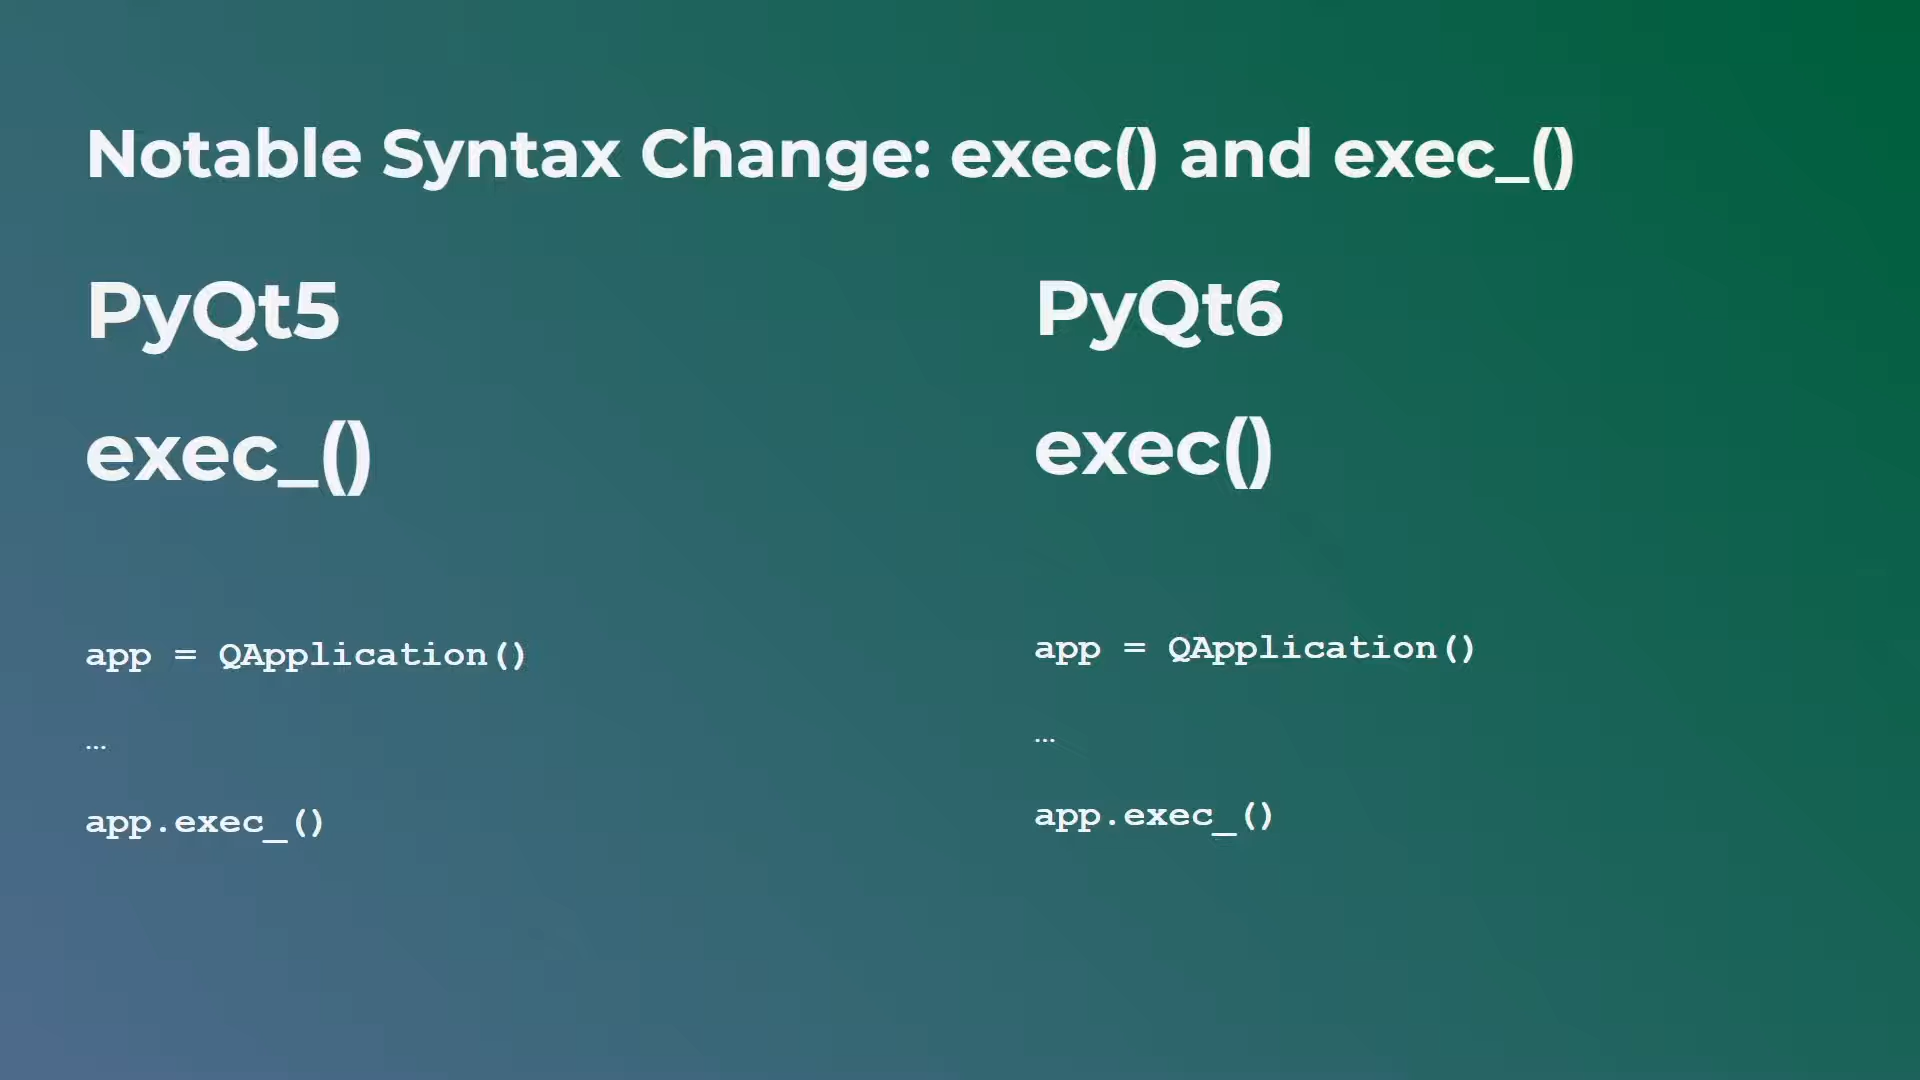 Notable Syntax Change: exec() and exec_()
PyQt5
exec_()
app = QApplication()
…
app.exec_()
PyQt6
exec()
app = QApplication()
…
app.exec_()